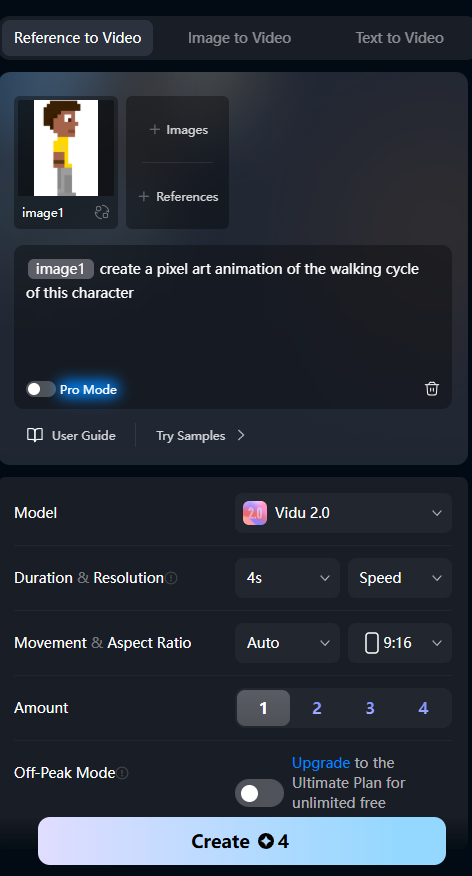 Reference to Video Image to Video Text to Video
+ Images
image1 + References
image1 create a pixel art animation of the walking cycle
of this character
Pro Mode
User Guide Try Samples
Model 2.0 Vidu 2.0
Duration & Resolution 4s Speed
Movement & Aspect Ratio Auto 9:16
Amount 1 2 3 4
Off-Peak Mode Upgrade to the
Ultimate Plan for
unlimited free
Create 4